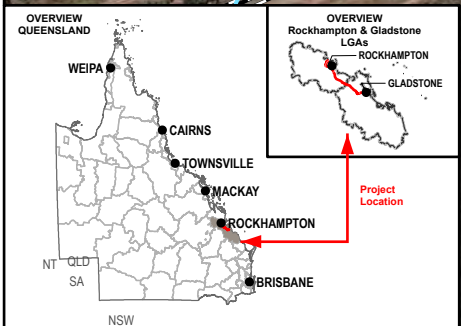 OVERVIEW
QUEENSLAND
WEIPA
CAIRNS
TOWNSVILLE
MACKAY
ROCKHAMPTON
BRISBANE
NT
QLD
SA
NSW
OVERVIEW
Rockhampton & Gladstone
LGAs
ROCKHAMPTON
GLADSTONE
Project
Location